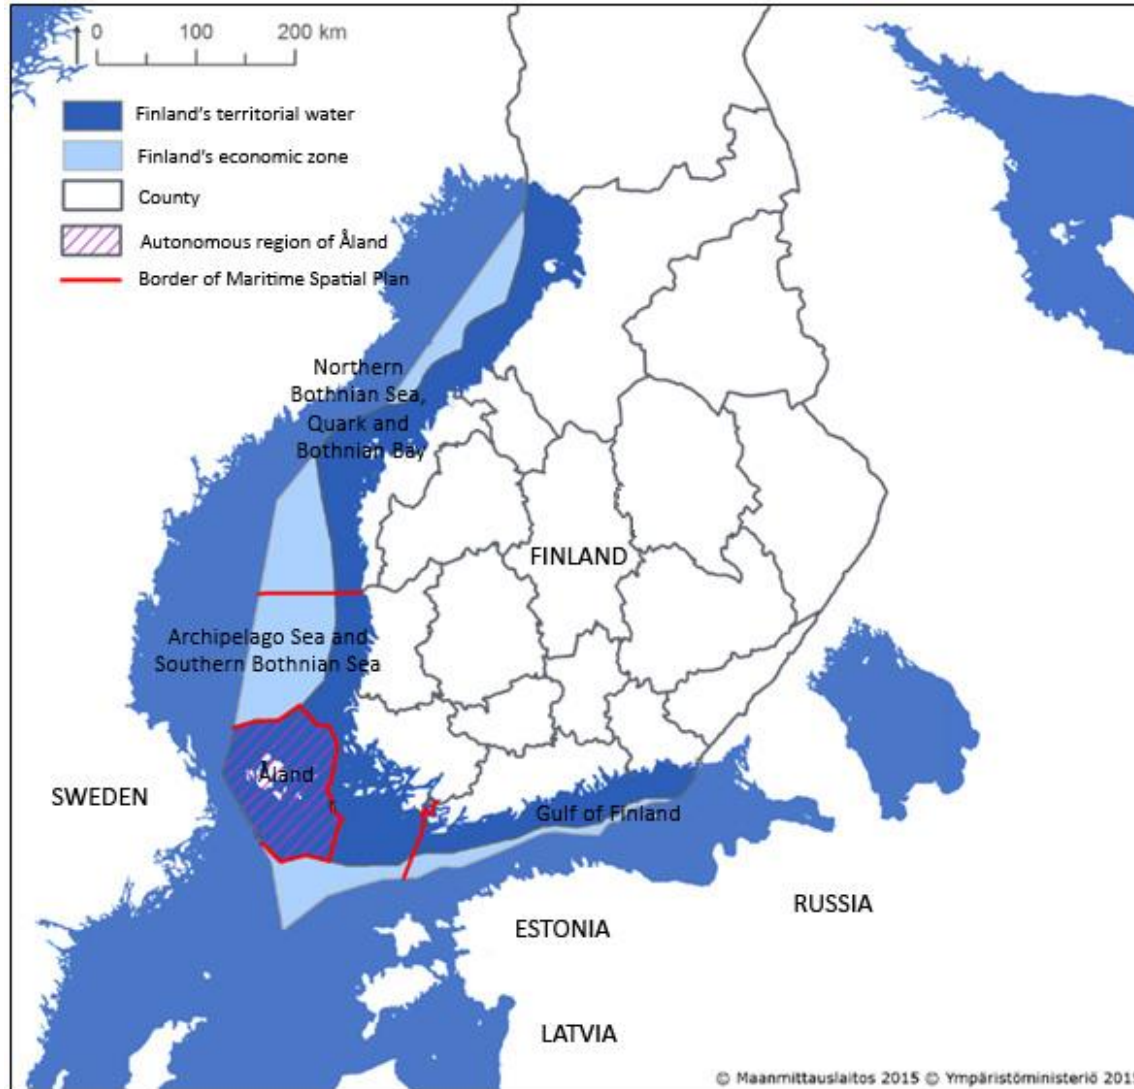 0 100 200 km
Finland's territorial water
Finland's economic zone
County
Autonomous region of Åland
Border of Maritime Spatial Plan
Northern
Bothnian Sea,
Quark and
Bothnian Bay
FINLAND
Archipelago Sea and
Southern Bothnian Sea
Åland
SWEDEN
Gulf of Finland
RUSSIA
ESTONIA
LATVIA
© Maanmittauslaitos 2015 © Ympäristöministeriö 2015